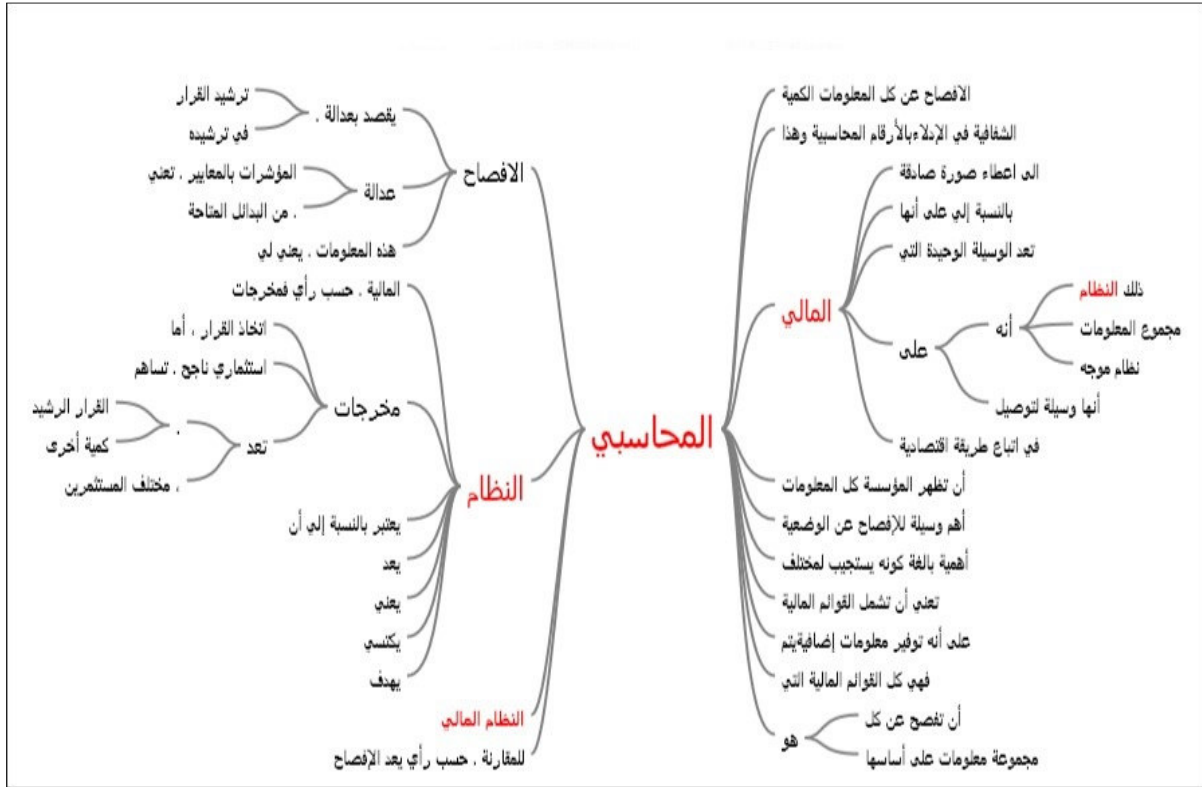 المحاسبي
الافصاح عن كل المعلومات الكمية
الشفافية في الإدلاءبالأرقام المحاسبية وهذا
المالي
الى اعطاء صورة صادقة
بالنسبة إلي على أنها
تعد الوسيلة الوحيدة التي
على
أنه
ذلك النظام
مجموع المعلومات
نظام موجه
أنها وسيلة لتوصيل
في اتباع طريقة اقتصادية
أن تظهر المؤسسة كل المعلومات
أهم وسيلة للإفصاح عن الوضعية
أهمية بالغة كونه يستجيب لمختلف
تعني أن تشمل القوائم المالية
على أنه توفير معلومات إضافيةيتم
فهي كل القوائم المالية التي
هو
أن تفصح عن كل
مجموعة معلومات على أساسها
الافصاح
يقصد بعدالة .
ترشيد القرار
في ترشيده
عدالة
المؤشرات بالمعايير . تعني
. من البدائل المتاحة
هذه المعلومات . يعني لي
النظام
المالية . حسب رأي فمخرجات
مخرجات
اتخاذ القرار . أما
استثماري ناجح . تساهم
تعد
.
القرار الرشيد
كمية أخرى
. مختلف المستثمرين
يعتبر بالنسبة إلي أن
يعد
يعني
يكتسي
يهدف
النظام المالي
للمقارنة . حسب رأي يعد الإفصاح